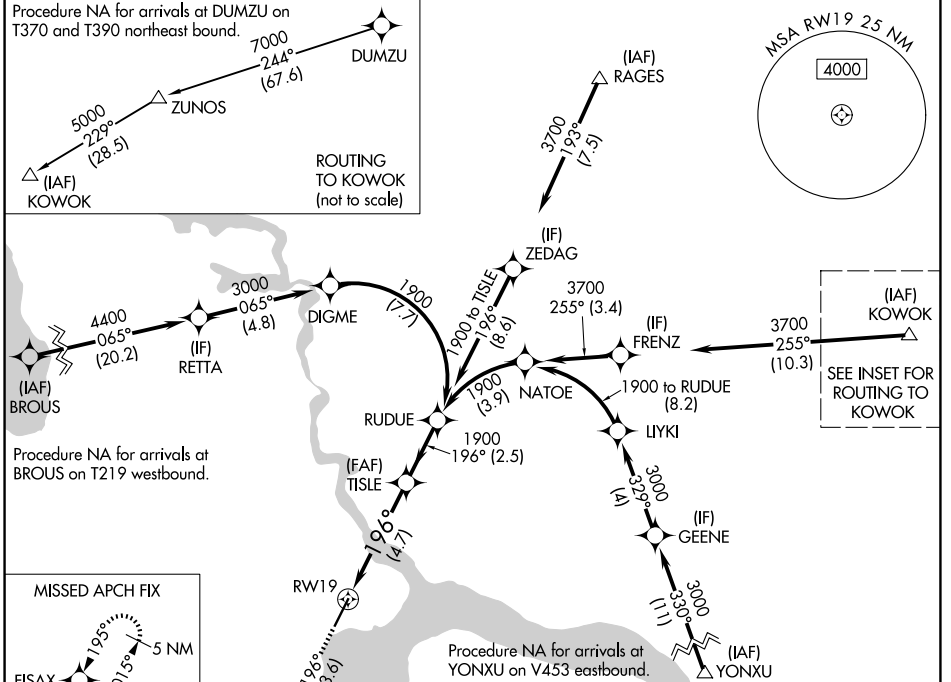 Procedure NA for arrivals at DUMZU on
T370 and T390 northeast bound.
7000
244°
(67.6)
DUMZU
ZUNOS
5000
229°
(28.5)
(IAF)
KOWOK
ROUTING
TO KOWOK
(not to scale)
(IAF)
RAGES
3700
193°
(7.5)
MSA RW19 25 NM
4000
(IF)
ZEDAG
1900 to TISLE
196°
(8.6)
3700
255° (3.4)
(IF)
FRENZ
3700
255°
(10.3)
(IAF)
KOWOK
SEE INSET FOR
ROUTING TO
KOWOK
4400
065°
(20.2)
(IAF)
BROUS
3000
065°
(4.8)
(IF)
RETTA
DIGME
1900
(7.7)
1900
(3.9)
NATOE
1900 to RUDUE
(8.2)
LIYKI
RUDUE
1900
196° (2.5)
(FAF)
TISLE
3000
329°
(4)
(IF)
GEENE
Procedure NA for arrivals at
BROUS on T219 westbound.
196°
(4.7)
RW19
3000
330°
(11)
(IAF)
YONXU
Procedure NA for arrivals at
YONXU on V453 eastbound.
MISSED APCH FIX
195°
015°
5 NM
196°